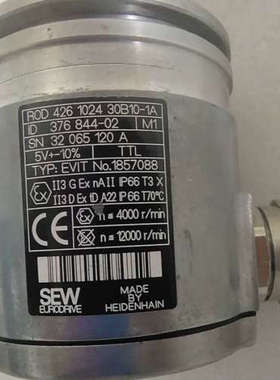 ROD 426 1024 30B10-1A
ID 376 844-02 M1
SN 32 065 120 A
5V+-10% TTL
TYP: EVIT No.1857088
Ex II3 G Ex nA II IP66 T3 X
II3 D Ex tD A22 IP66 T70°C
CE Ex n = 4000 r/min
n = 12000 r/min
SEW MADE
EURODRIVE BY
HEIDENHAIN